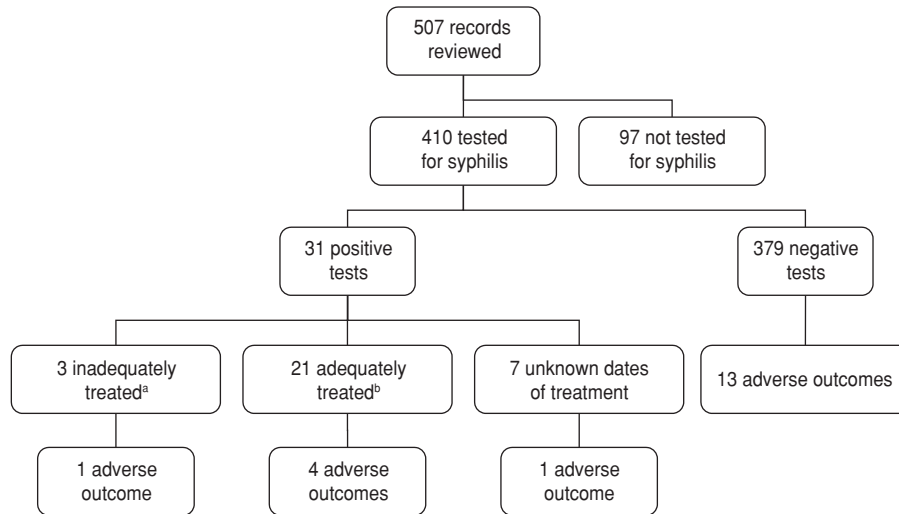 507 records
reviewed
410 tested
for syphilis
97 not tested
for syphilis
31 positive
tests
379 negative
tests
3 inadequately
treatedᵃ
21 adequately
treatedᵇ
7 unknown dates
of treatment
13 adverse outcomes
1 adverse
outcome
4 adverse
outcomes
1 adverse
outcome